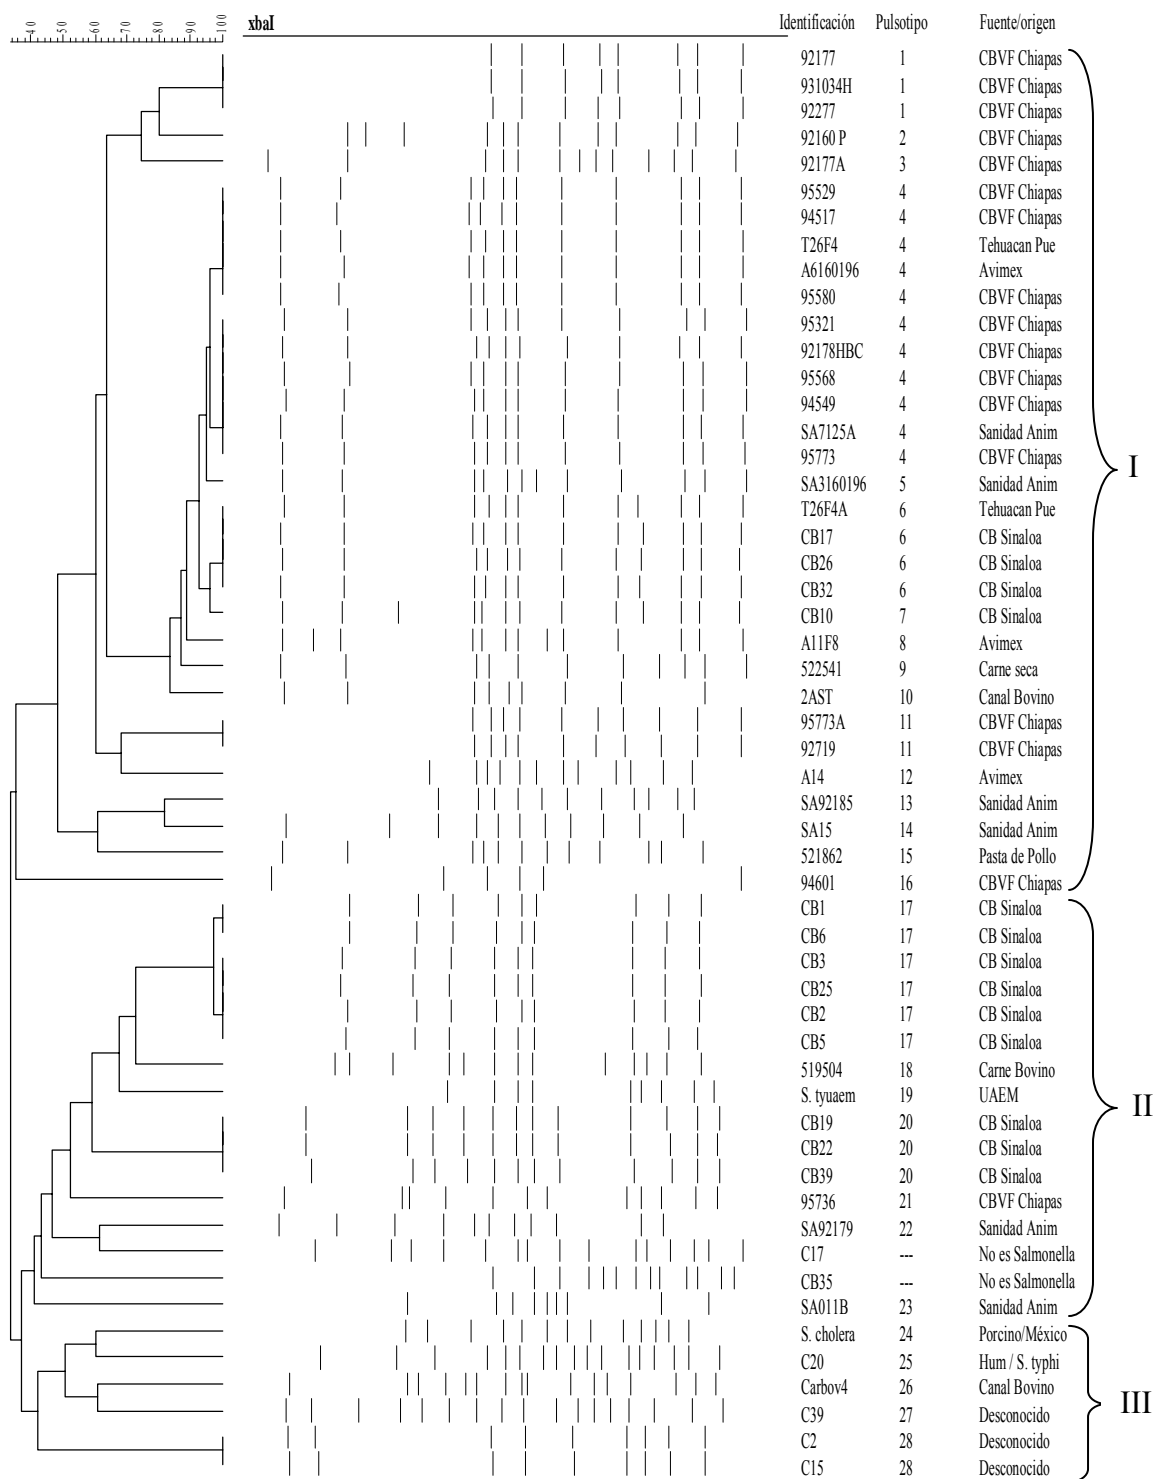 40 50 60 70 80 90 100 xbaI Identificación Pulsotipo Fuente/origen
92177 1 CBVF Chiapas
931034H 1 CBVF Chiapas
92277 1 CBVF Chiapas
92160 P 2 CBVF Chiapas
92177A 3 CBVF Chiapas
95529 4 CBVF Chiapas
94517 4 CBVF Chiapas
T26F4 4 Tehuacan Pue
A6160196 4 Avimex
95580 4 CBVF Chiapas
95321 4 CBVF Chiapas
92178HBC 4 CBVF Chiapas
95568 4 CBVF Chiapas
94549 4 CBVF Chiapas
SA7125A 4 Sanidad Anim
95773 4 CBVF Chiapas
I
SA3160196 5 Sanidad Anim
T26F4A 6 Tehuacan Pue
CB17 6 CB Sinaloa
CB26 6 CB Sinaloa
CB32 6 CB Sinaloa
CB10 7 CB Sinaloa
A11F8 8 Avimex
522541 9 Carne seca
2AST 10 Canal Bovino
95773A 11 CBVF Chiapas
92719 11 CBVF Chiapas
A14 12 Avimex
SA92185 13 Sanidad Anim
SA15 14 Sanidad Anim
521862 15 Pasta de Pollo
94601 16 CBVF Chiapas
CB1 17 CB Sinaloa
CB6 17 CB Sinaloa
CB3 17 CB Sinaloa
CB25 17 CB Sinaloa
CB2 17 CB Sinaloa
CB5 17 CB Sinaloa
519504 18 Carne Bovino
S. tyuaem 19 UAEM
II
CB19 20 CB Sinaloa
CB22 20 CB Sinaloa
CB39 20 CB Sinaloa
95736 21 CBVF Chiapas
SA92179 22 Sanidad Anim
C17 --- No es Salmonella
CB35 --- No es Salmonella
SA011B 23 Sanidad Anim
S. cholera 24 Porcino/México
C20 25 Hum / S. typhi
Carbov4 26 Canal Bovino
III
C39 27 Desconocido
C2 28 Desconocido
C15 28 Desconocido